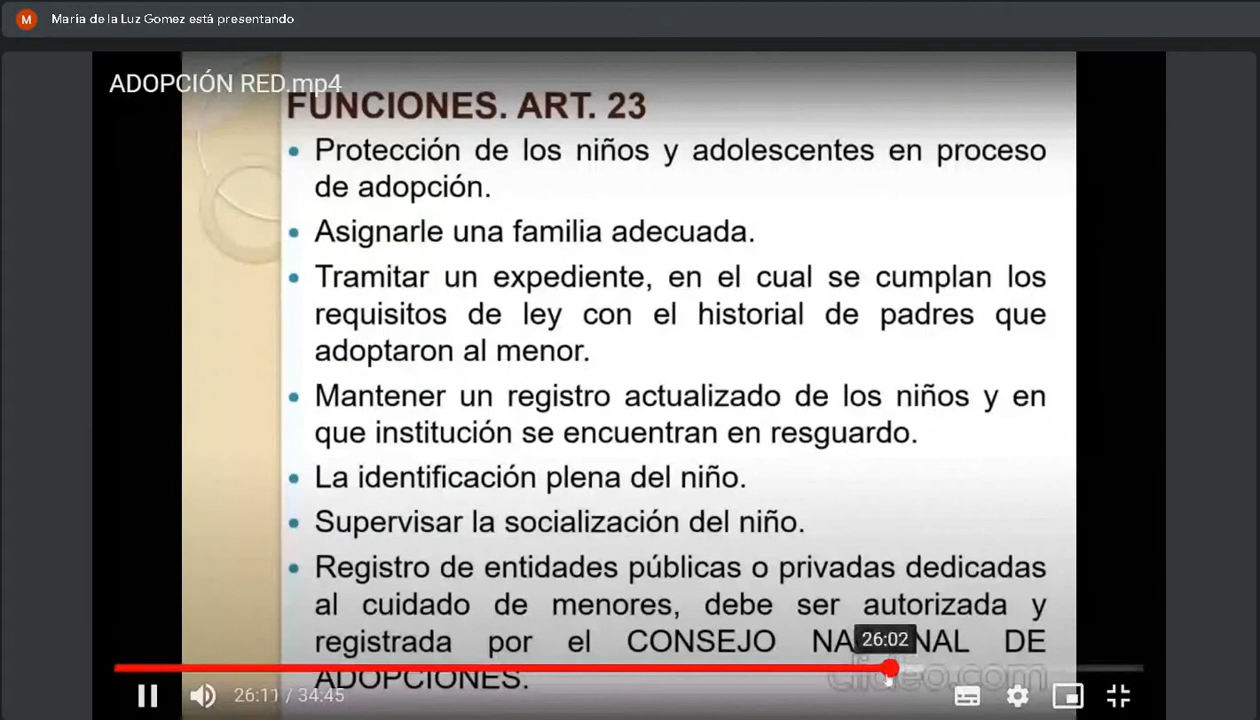 M María de la Luz Gomez está presentando
ADOPCIÓN RED.mp4
FUNCIONES. ART. 23
• Protección de los niños y adolescentes en proceso
de adopción.
• Asignarle una familia adecuada.
• Tramitar un expediente, en el cual se cumplan los
requisitos de ley con el historial de padres que
adoptaron al menor.
• Mantener un registro actualizado de los niños y en
que institución se encuentran en resguardo.
• La identificación plena del niño.
• Supervisar la socialización del niño.
• Registro de entidades públicas o privadas dedicadas
al cuidado de menores, debe ser autorizada y
registrada por el CONSEJO NACIONAL DE
26:02
ADOPCIONES.
clideo.com
26:11 / 34:45